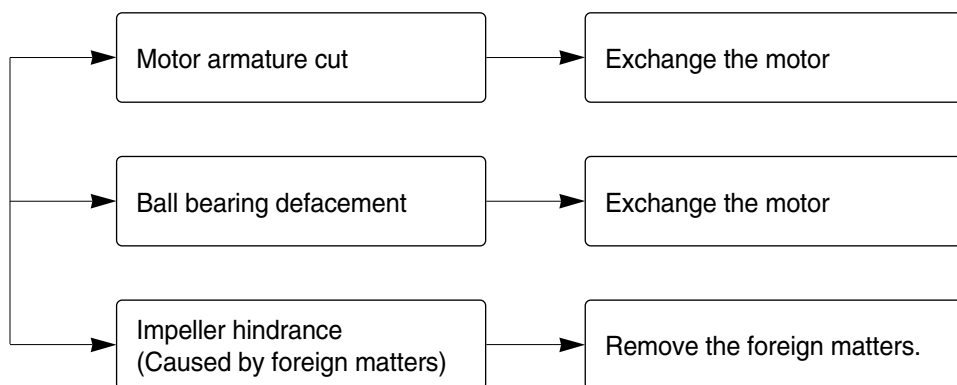 Motor armature cut
Exchange the motor
Ball bearing defacement
Exchange the motor
Impeller hindrance
(Caused by foreign matters)
Remove the foreign matters.